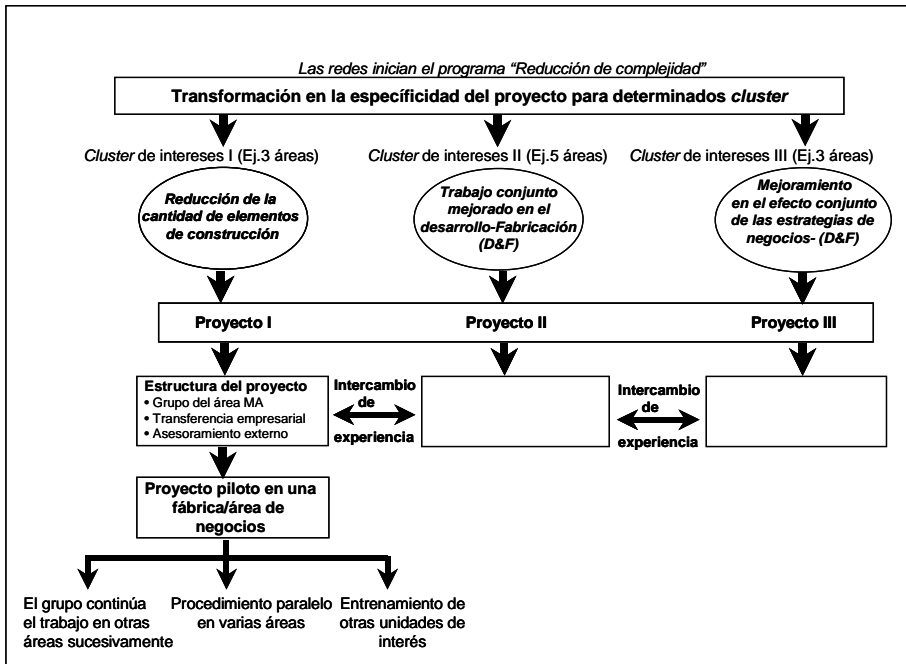 Las redes inician el programa “Reducción de complejidad”
Transformación en la específicidad del proyecto para determinados cluster
Cluster de intereses I (Ej.3 áreas)
Cluster de intereses II (Ej.5 áreas)
Cluster de intereses III (Ej.3 áreas)
Reducción de la
cantidad de elementos
de construcción
Trabajo conjunto
mejorado en el
desarrollo-Fabricación
(D&F)
Mejoramiento
en el efecto conjunto
de las estrategias de
negocios- (D&F)
Proyecto I
Proyecto II
Proyecto III
Estructura del proyecto
• Grupo del área MA
• Transferencia empresarial
• Asesoramiento externo
Intercambio
de
experiencia
Intercambio
de
experiencia
Proyecto piloto en una
fábrica/área de
negocios
El grupo continúa
el trabajo en otras
áreas sucesivamente
Procedimiento paralelo
en varias áreas
Entrenamiento de
otras unidades de
interés